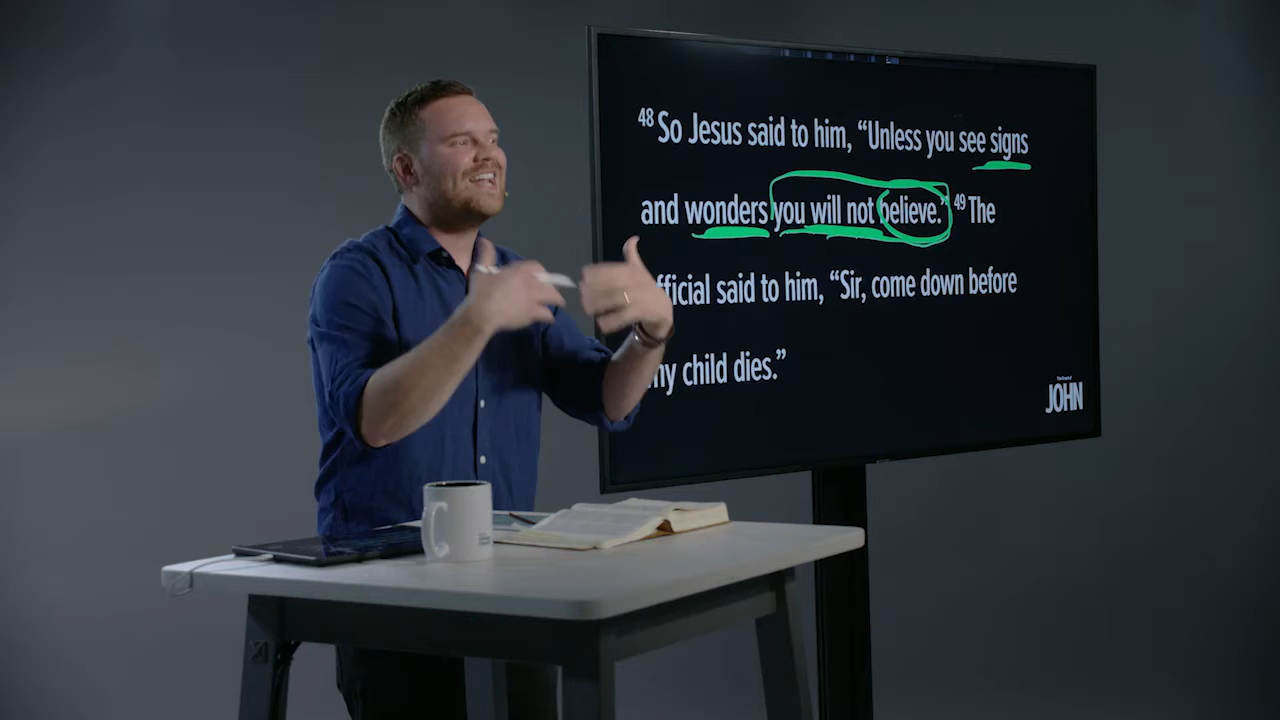 48 So Jesus said to him, “Unless you see signs
and wonders you will not believe.” 49 The
fficial said to him, “Sir, come down before
my child dies.”
JOHN